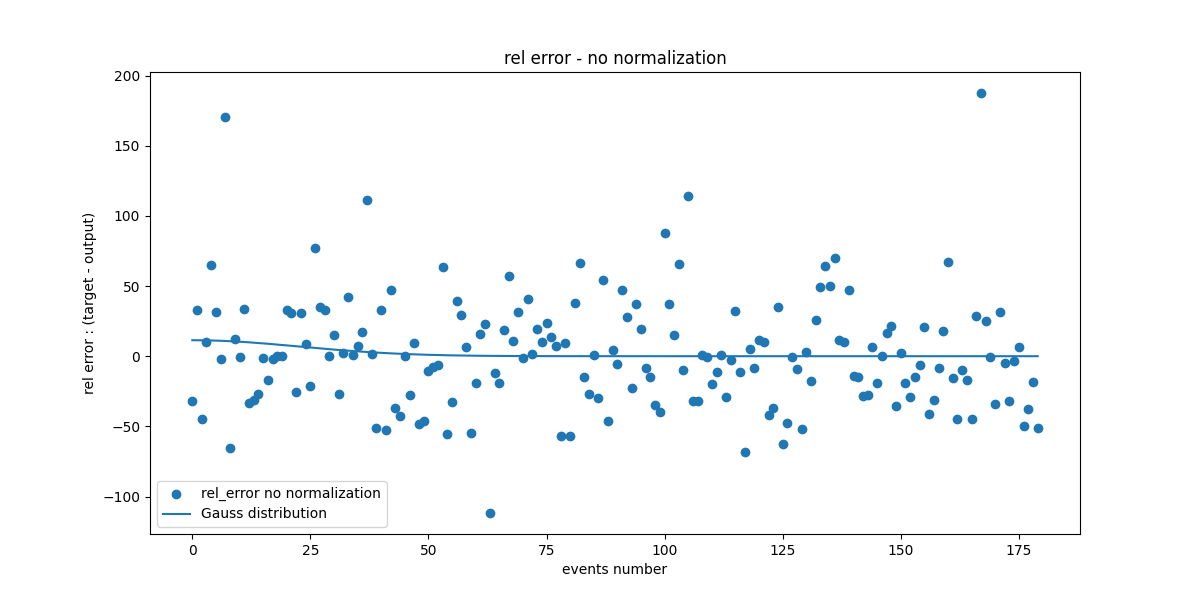 rel error - no normalization
200
150
100
50
0
−50
−100
rel error : (target - output)
rel_error no normalization
Gauss distribution
0 25 50 75 100 125 150 175
events number